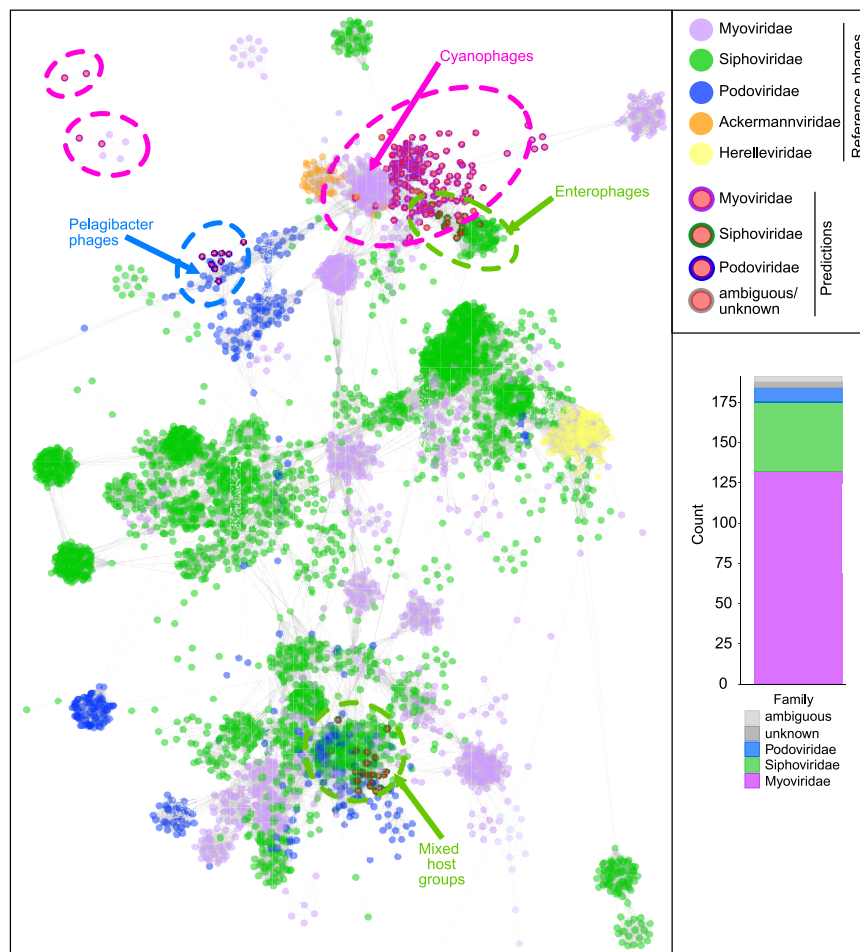 Cyanophages
Enterophages
Pelagibacter
phages
Mixed
host
groups
Myoviridae
Siphoviridae
Podoviridae
Ackermannviridae
Herelleviridae
Reference phages
Myoviridae
Siphoviridae
Podoviridae
ambiguous/
unknown
Predictions
175
150
125
100
75
50
25
0
Count
Family
ambiguous
unknown
Podoviridae
Siphoviridae
Myoviridae